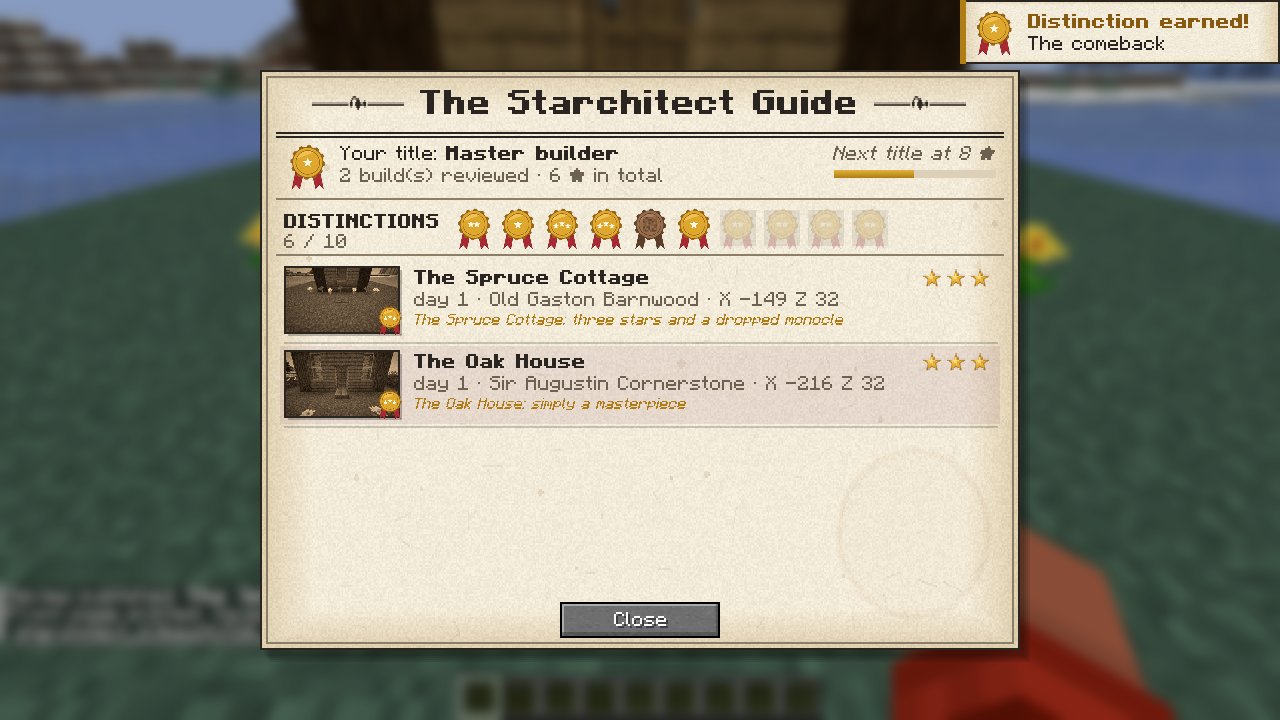 Distinction earned!
The comeback
The Starchitect Guide
Your title: Master builder
Next title at 8
2 build(s) reviewed · 6 in total
DISTINCTIONS
6 / 10
The Spruce Cottage
day 1 · Old Gaston Barnwood · X -149 Z 32
The Spruce Cottage: three stars and a dropped monocle
The Oak House
day 1 · Sir Augustin Cornerstone · X -216 Z 32
The Oak House: simply a masterpiece
Close